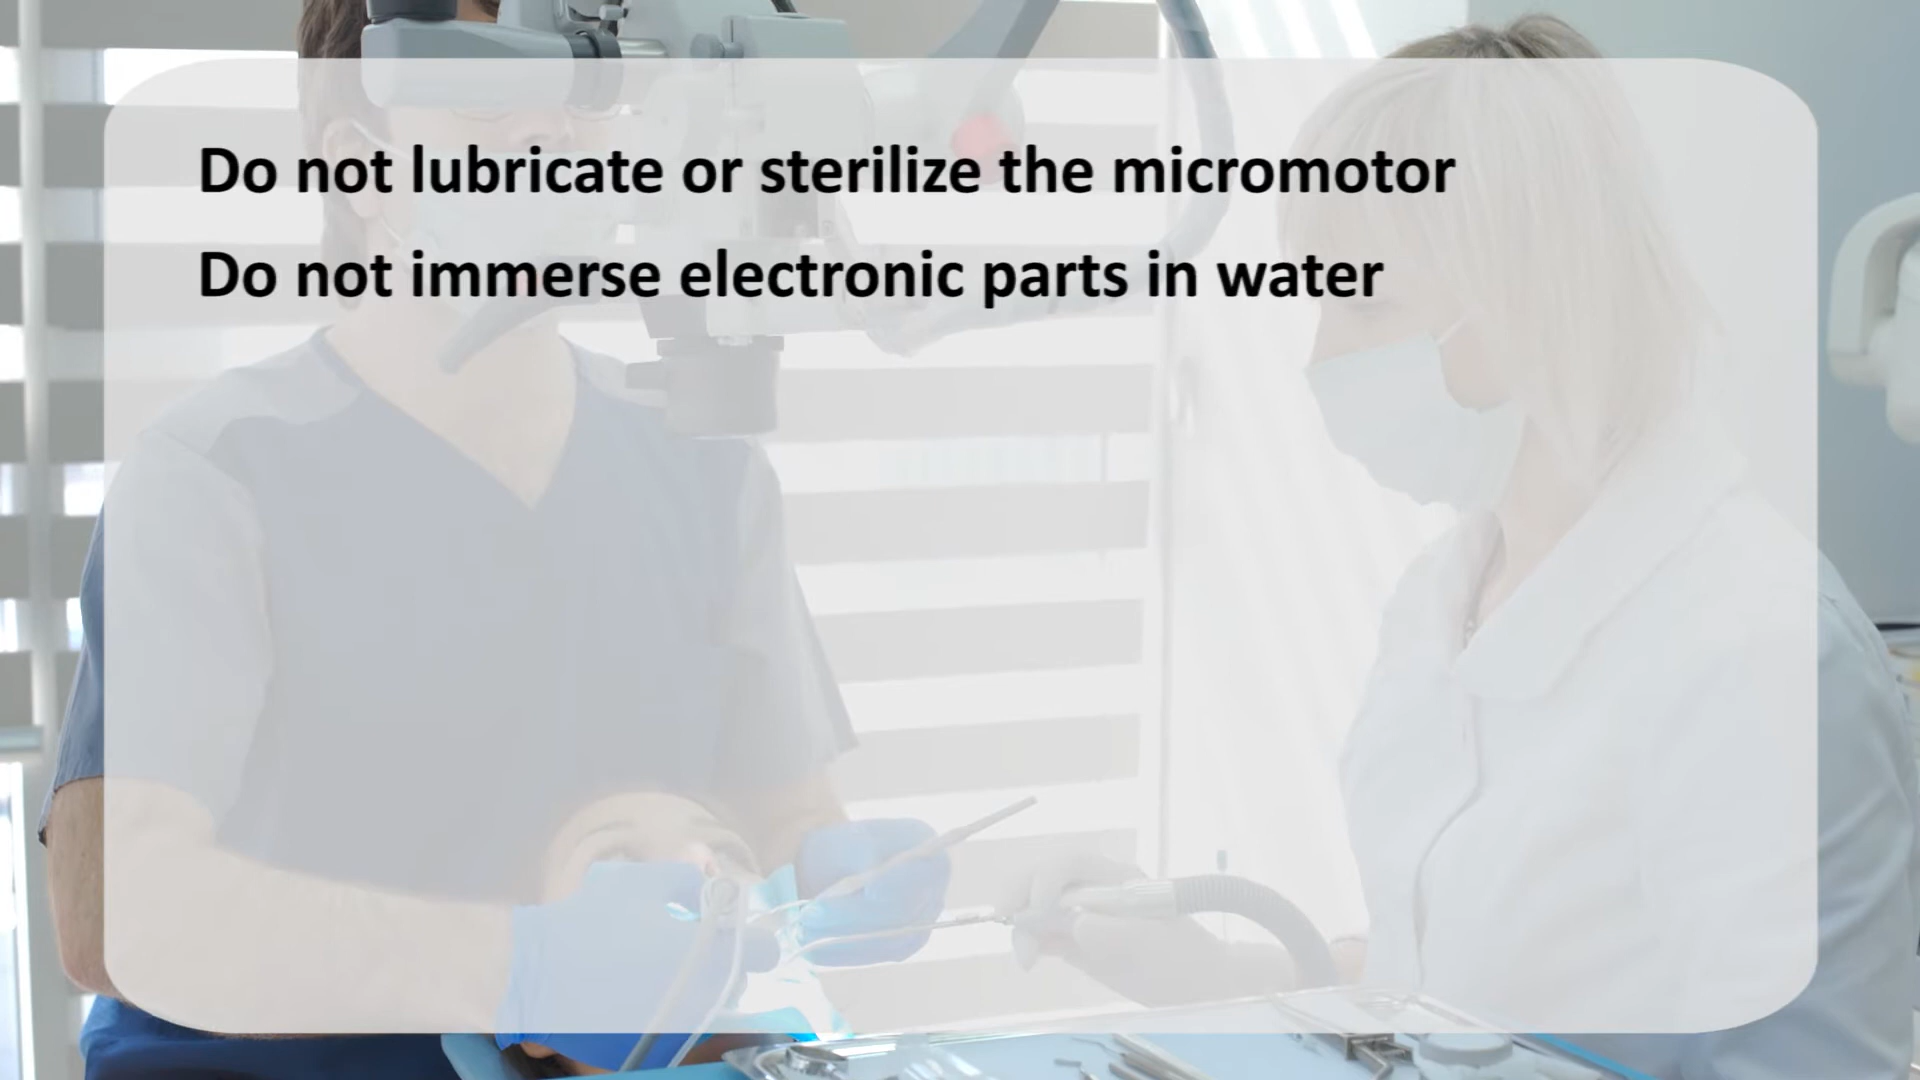 Do not lubricate or sterilize the micromotor
Do not immerse electronic parts in water